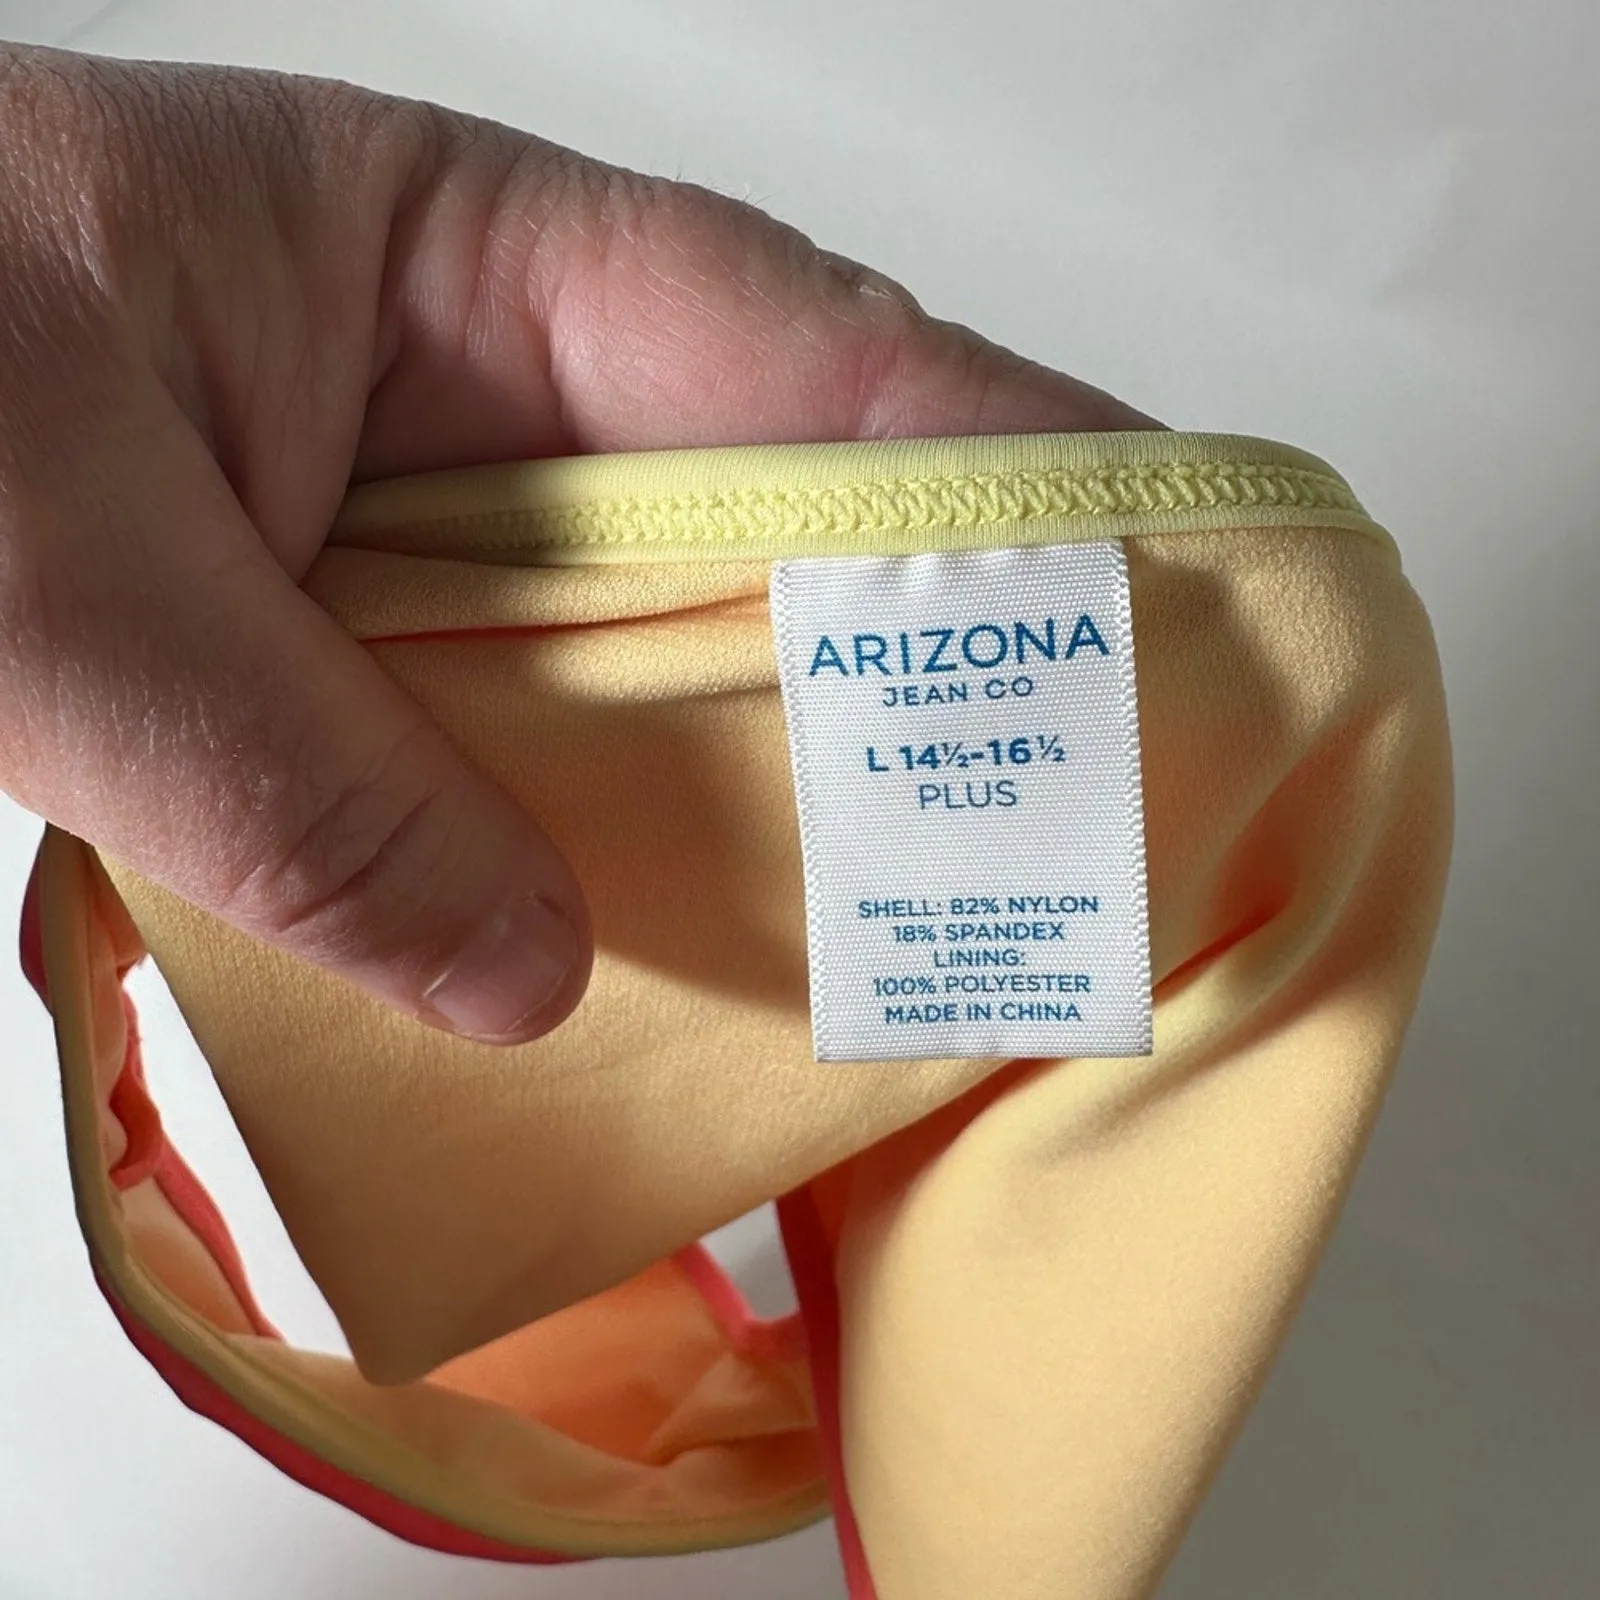 ARIZONA
JEAN CO
L 14½-16½
PLUS
SHELL: 82% NYLON
18% SPANDEX
LINING:
100% POLYESTER
MADE IN CHINA